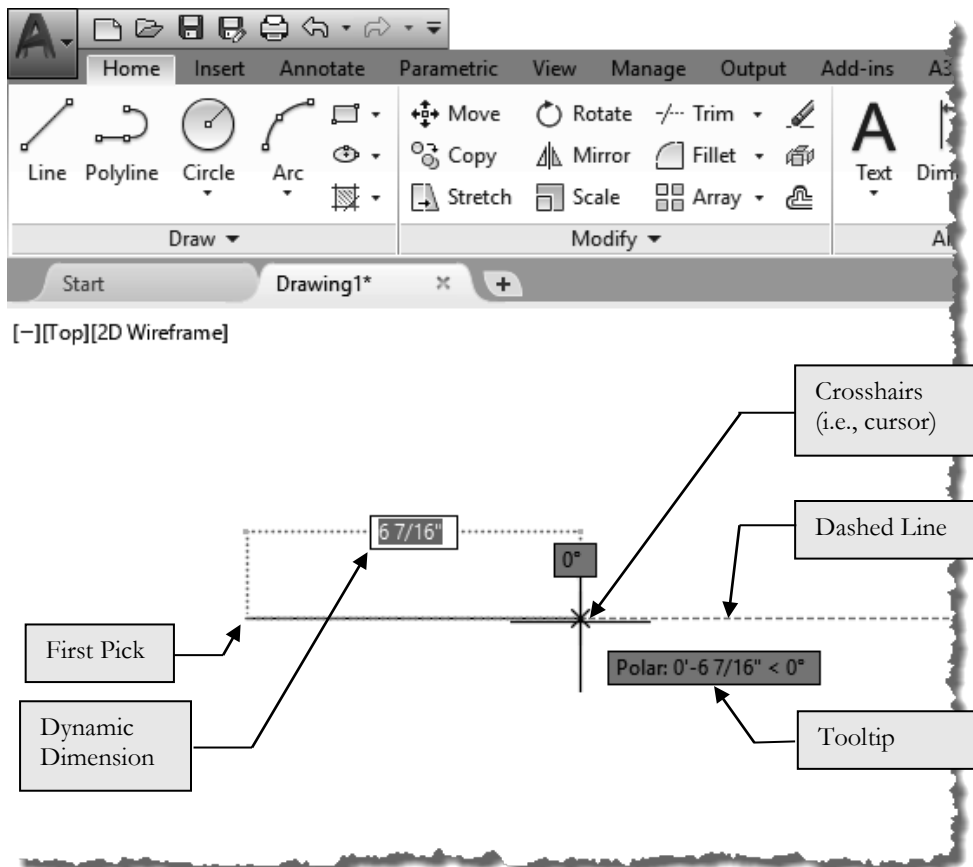 A
Home Insert Annotate Parametric View Manage Output Add-ins A3
Move Rotate Trim
Copy Mirror Fillet
Stretch Scale Array
Line Polyline Circle Arc
A
Text
Dim
Draw Modify
Start Drawing1*
[−][Top][2D Wireframe]
Crosshairs
(i.e., cursor)
6 7/16"
0°
Dashed Line
First Pick
Polar: 0'-6 7/16" < 0°
Dynamic
Dimension
Tooltip